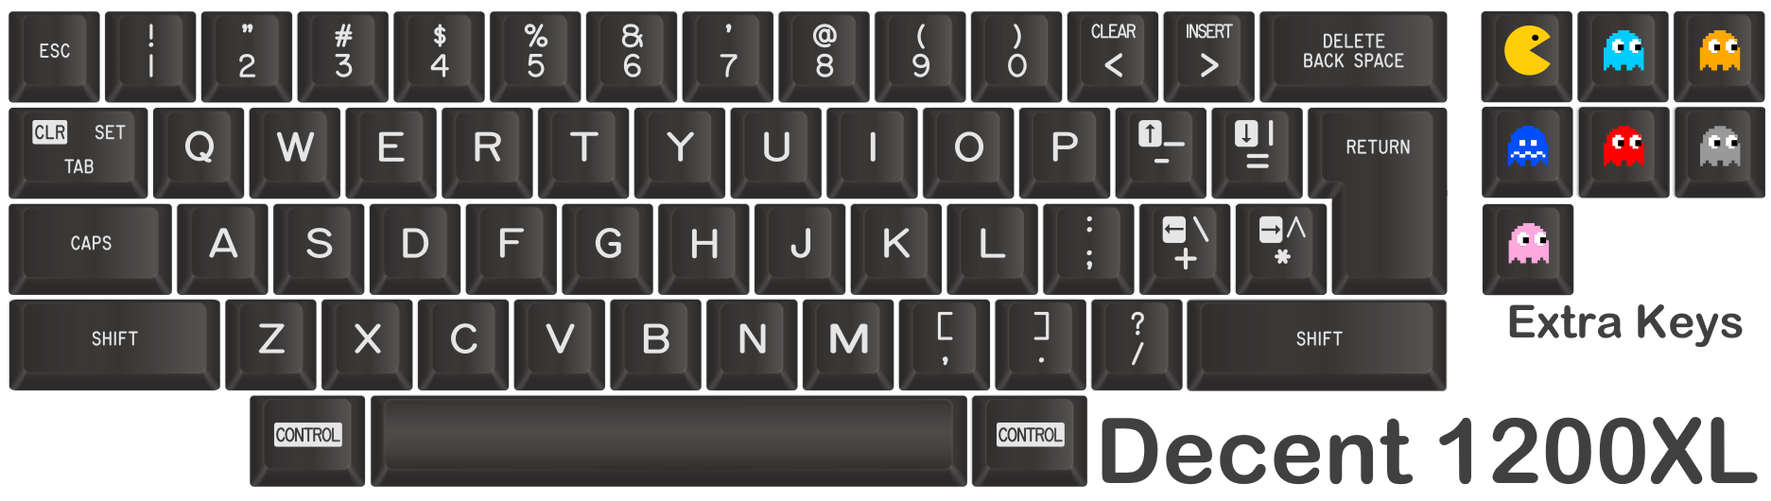 ESC ! " # $ % & ' @ ( ) CLEAR INSERT DELETE
1 2 3 4 5 6 7 8 9 0 < > BACK SPACE
CLR SET Q W E R T Y U I O P ↑ _ ↓ | RETURN
TAB - =
CAPS A S D F G H J K L : ← \ → ^
; + *
SHIFT Z X C V B N M [ ] ? SHIFT
, . /
Extra Keys
CONTROL CONTROL
Decent 1200XL